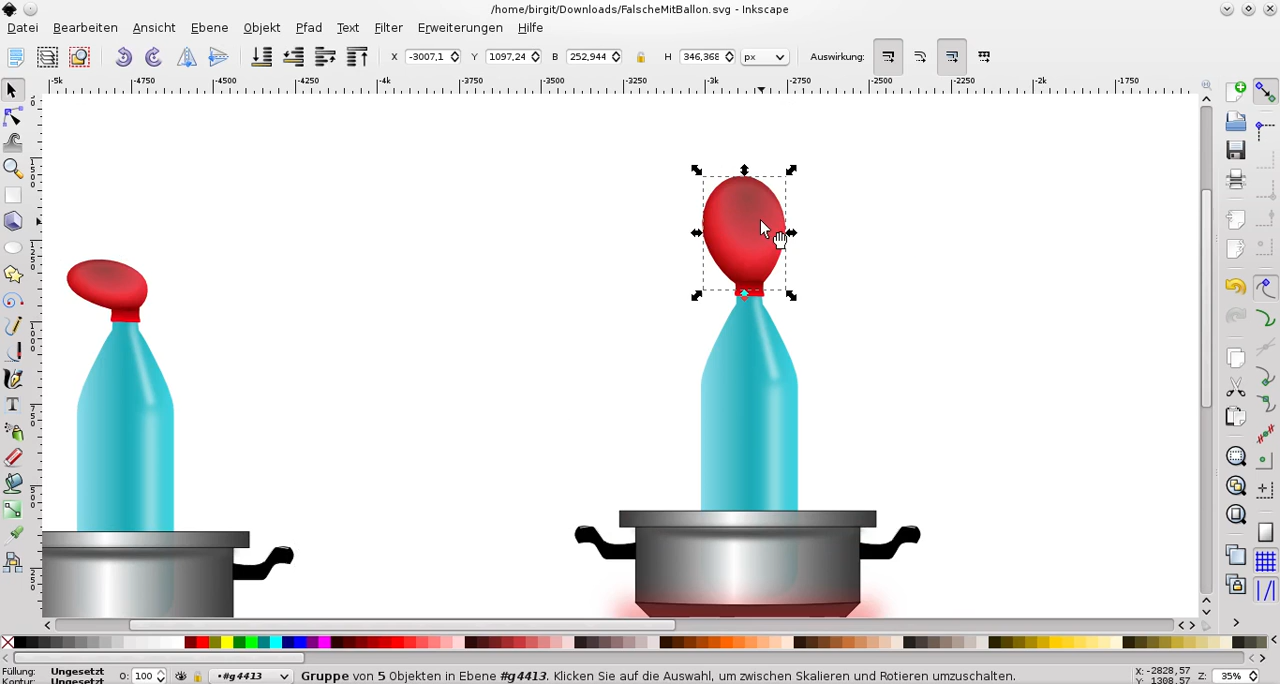 /home/birgit/Downloads/FalscheMitBallon.svg - Inkscape
Datei Bearbeiten Ansicht Ebene Objekt Pfad Text Filter Erweiterungen Hilfe
X -3007,1 Y 1097,24 B 252,944 H 346,368 px Auswirkung:
-5k -4750 -4500 -4250 -4k -3750 -3500 -3250 -3k -2750 -2500 -2250 -2k -1750
Füllung: Ungesetzt O: 100 •#g4413 Gruppe von 5 Objekten in Ebene #g4413. Klicken Sie auf die Auswahl, um zwischen Skalieren und Rotieren umzuschalten. X: -2828,57 Z: 35%
Kontur: Ungesetzt Y: 1388,57